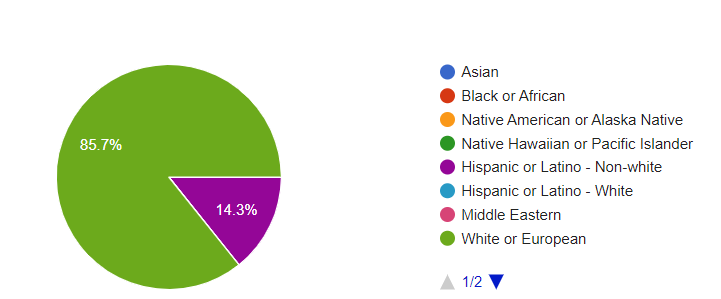 85.7%
14.3%
Asian
Black or African
Native American or Alaska Native
Native Hawaiian or Pacific Islander
Hispanic or Latino - Non-white
Hispanic or Latino - White
Middle Eastern
White or European
1/2